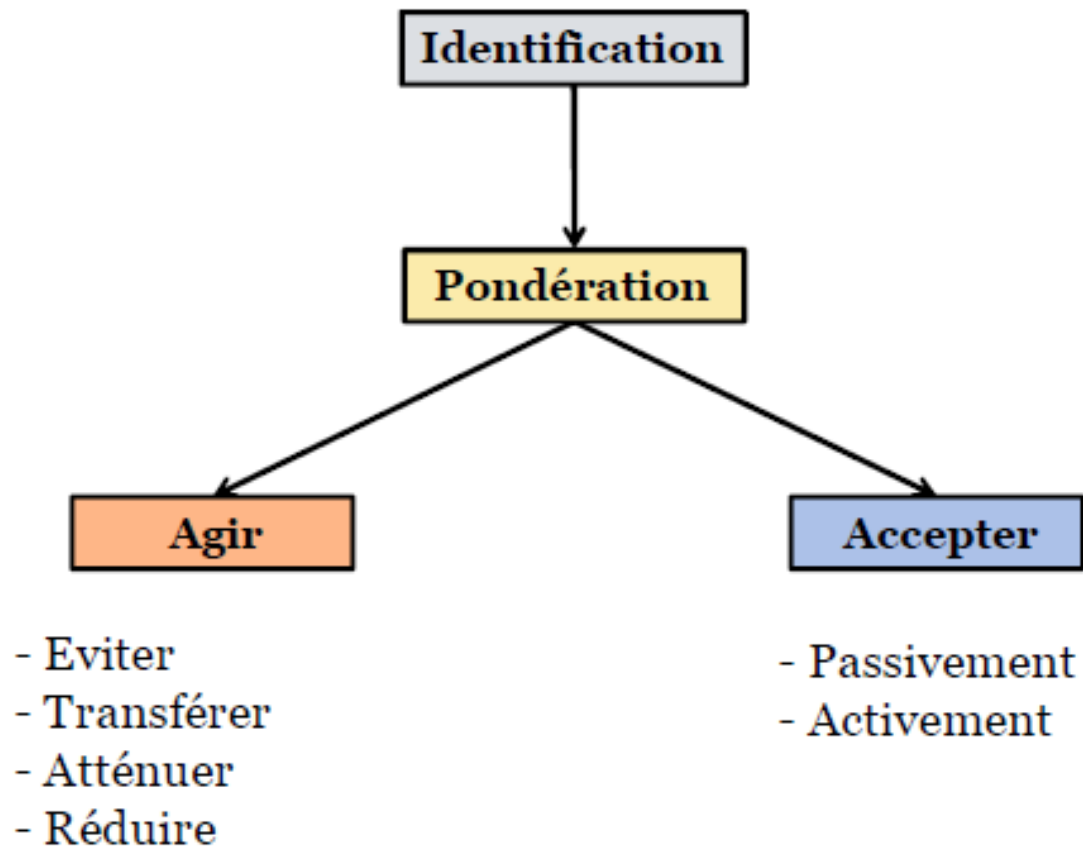 Identification
Pondération
Agir
Accepter
- Eviter
- Transférer
- Atténuer
- Réduire
- Passivement
- Activement